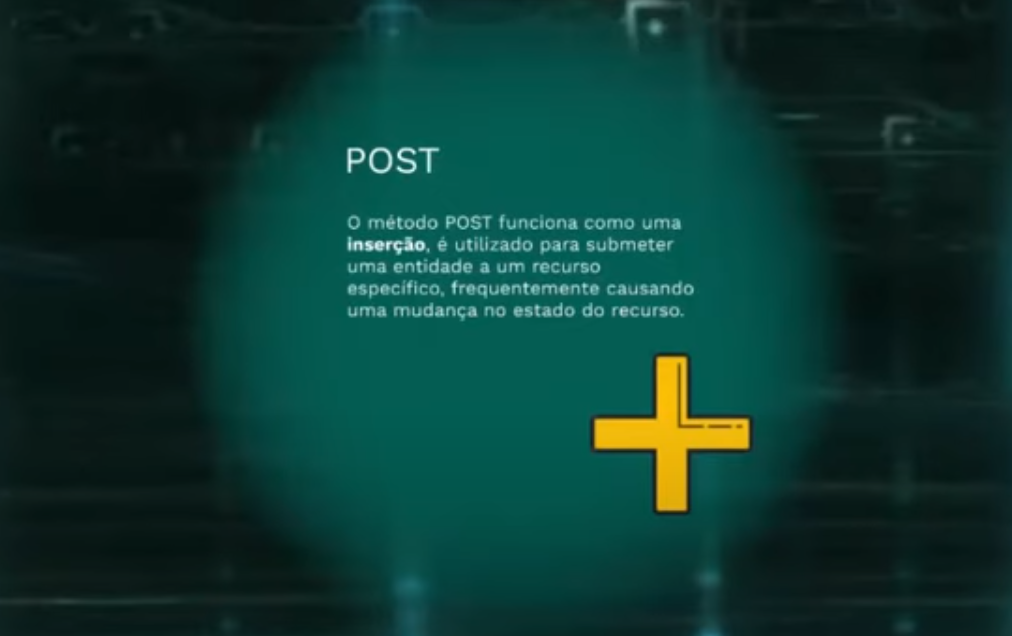 POST
O método POST funciona como uma
inserção, é utilizado para submeter
uma entidade a um recurso
específico, frequentemente causando
uma mudança no estado do recurso.